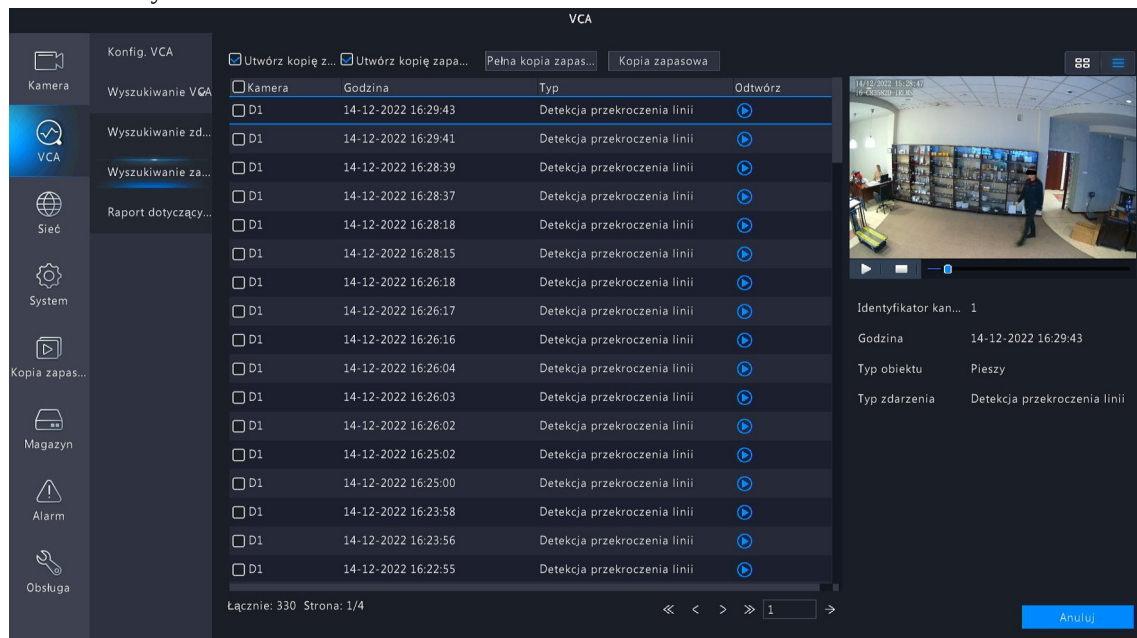 VCA
Kamera
VCA
Sieć
System
Kopia zapas...
Magazyn
Alarm
Obsługa
Konfig. VCA
Wyszukiwanie VCA
Wyszukiwanie zd...
Wyszukiwanie za...
Raport dotyczący...
Utwórz kopię z... Utwórz kopię zapa... Pełna kopia zapas... Kopia zapasowa
Kamera Godzina Typ Odtwórz
D1 14-12-2022 16:29:43 Detekcja przekroczenia linii
D1 14-12-2022 16:29:41 Detekcja przekroczenia linii
D1 14-12-2022 16:28:39 Detekcja przekroczenia linii
D1 14-12-2022 16:28:37 Detekcja przekroczenia linii
D1 14-12-2022 16:28:18 Detekcja przekroczenia linii
D1 14-12-2022 16:28:15 Detekcja przekroczenia linii
D1 14-12-2022 16:26:18 Detekcja przekroczenia linii
D1 14-12-2022 16:26:17 Detekcja przekroczenia linii
D1 14-12-2022 16:26:16 Detekcja przekroczenia linii
D1 14-12-2022 16:26:04 Detekcja przekroczenia linii
D1 14-12-2022 16:26:03 Detekcja przekroczenia linii
D1 14-12-2022 16:26:02 Detekcja przekroczenia linii
D1 14-12-2022 16:25:02 Detekcja przekroczenia linii
D1 14-12-2022 16:25:00 Detekcja przekroczenia linii
D1 14-12-2022 16:23:58 Detekcja przekroczenia linii
D1 14-12-2022 16:23:56 Detekcja przekroczenia linii
D1 14-12-2022 16:22:55 Detekcja przekroczenia linii
Łącznie: 330 Strona: 1/4
1
14/12/2022 15:28:47
Identyfikator kan... 1
Godzina 14-12-2022 16:29:43
Typ obiektu Pieszy
Typ zdarzenia Detekcja przekroczenia linii
Anuluj